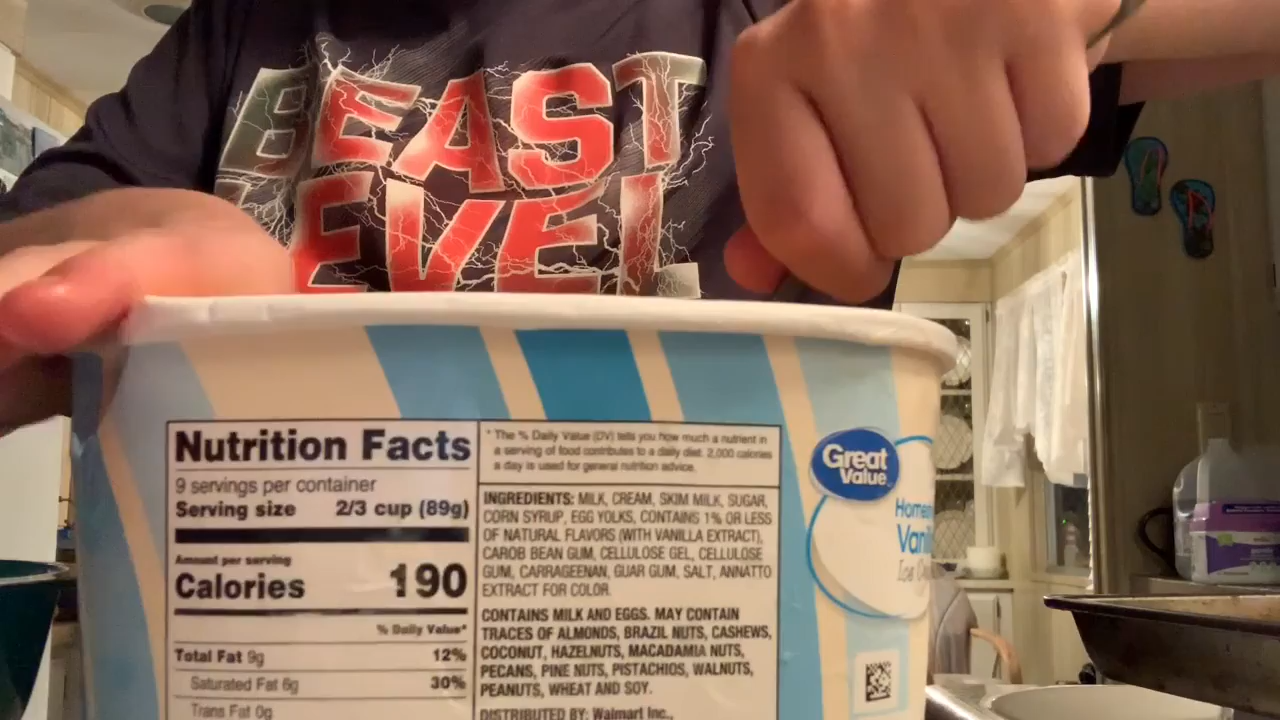 BEAST
LEVEL
Nutrition Facts
9 servings per container
Serving size 2/3 cup (89g)
Amount per serving
Calories 190
% Daily Value*
Total Fat 9g 12%
Saturated Fat 6g 30%
Trans Fat 0g
* The % Daily Value (DV) tells you how much a nutrient in
a serving of food contributes to a daily diet. 2,000 calories
a day is used for general nutrition advice.
INGREDIENTS: MILK, CREAM, SKIM MILK, SUGAR,
CORN SYRUP, EGG YOLKS, CONTAINS 1% OR LESS
OF NATURAL FLAVORS (WITH VANILLA EXTRACT),
CAROB BEAN GUM, CELLULOSE GEL, CELLULOSE
GUM, CARRAGEENAN, GUAR GUM, SALT, ANNATTO
EXTRACT FOR COLOR.
CONTAINS MILK AND EGGS. MAY CONTAIN
TRACES OF ALMONDS, BRAZIL NUTS, CASHEWS,
COCONUT, HAZELNUTS, MACADAMIA NUTS,
PECANS, PINE NUTS, PISTACHIOS, WALNUTS,
PEANUTS, WHEAT AND SOY.
DISTRIBUTED BY: Walmart Inc.,
Great
Value
Homem
Vani
Ice